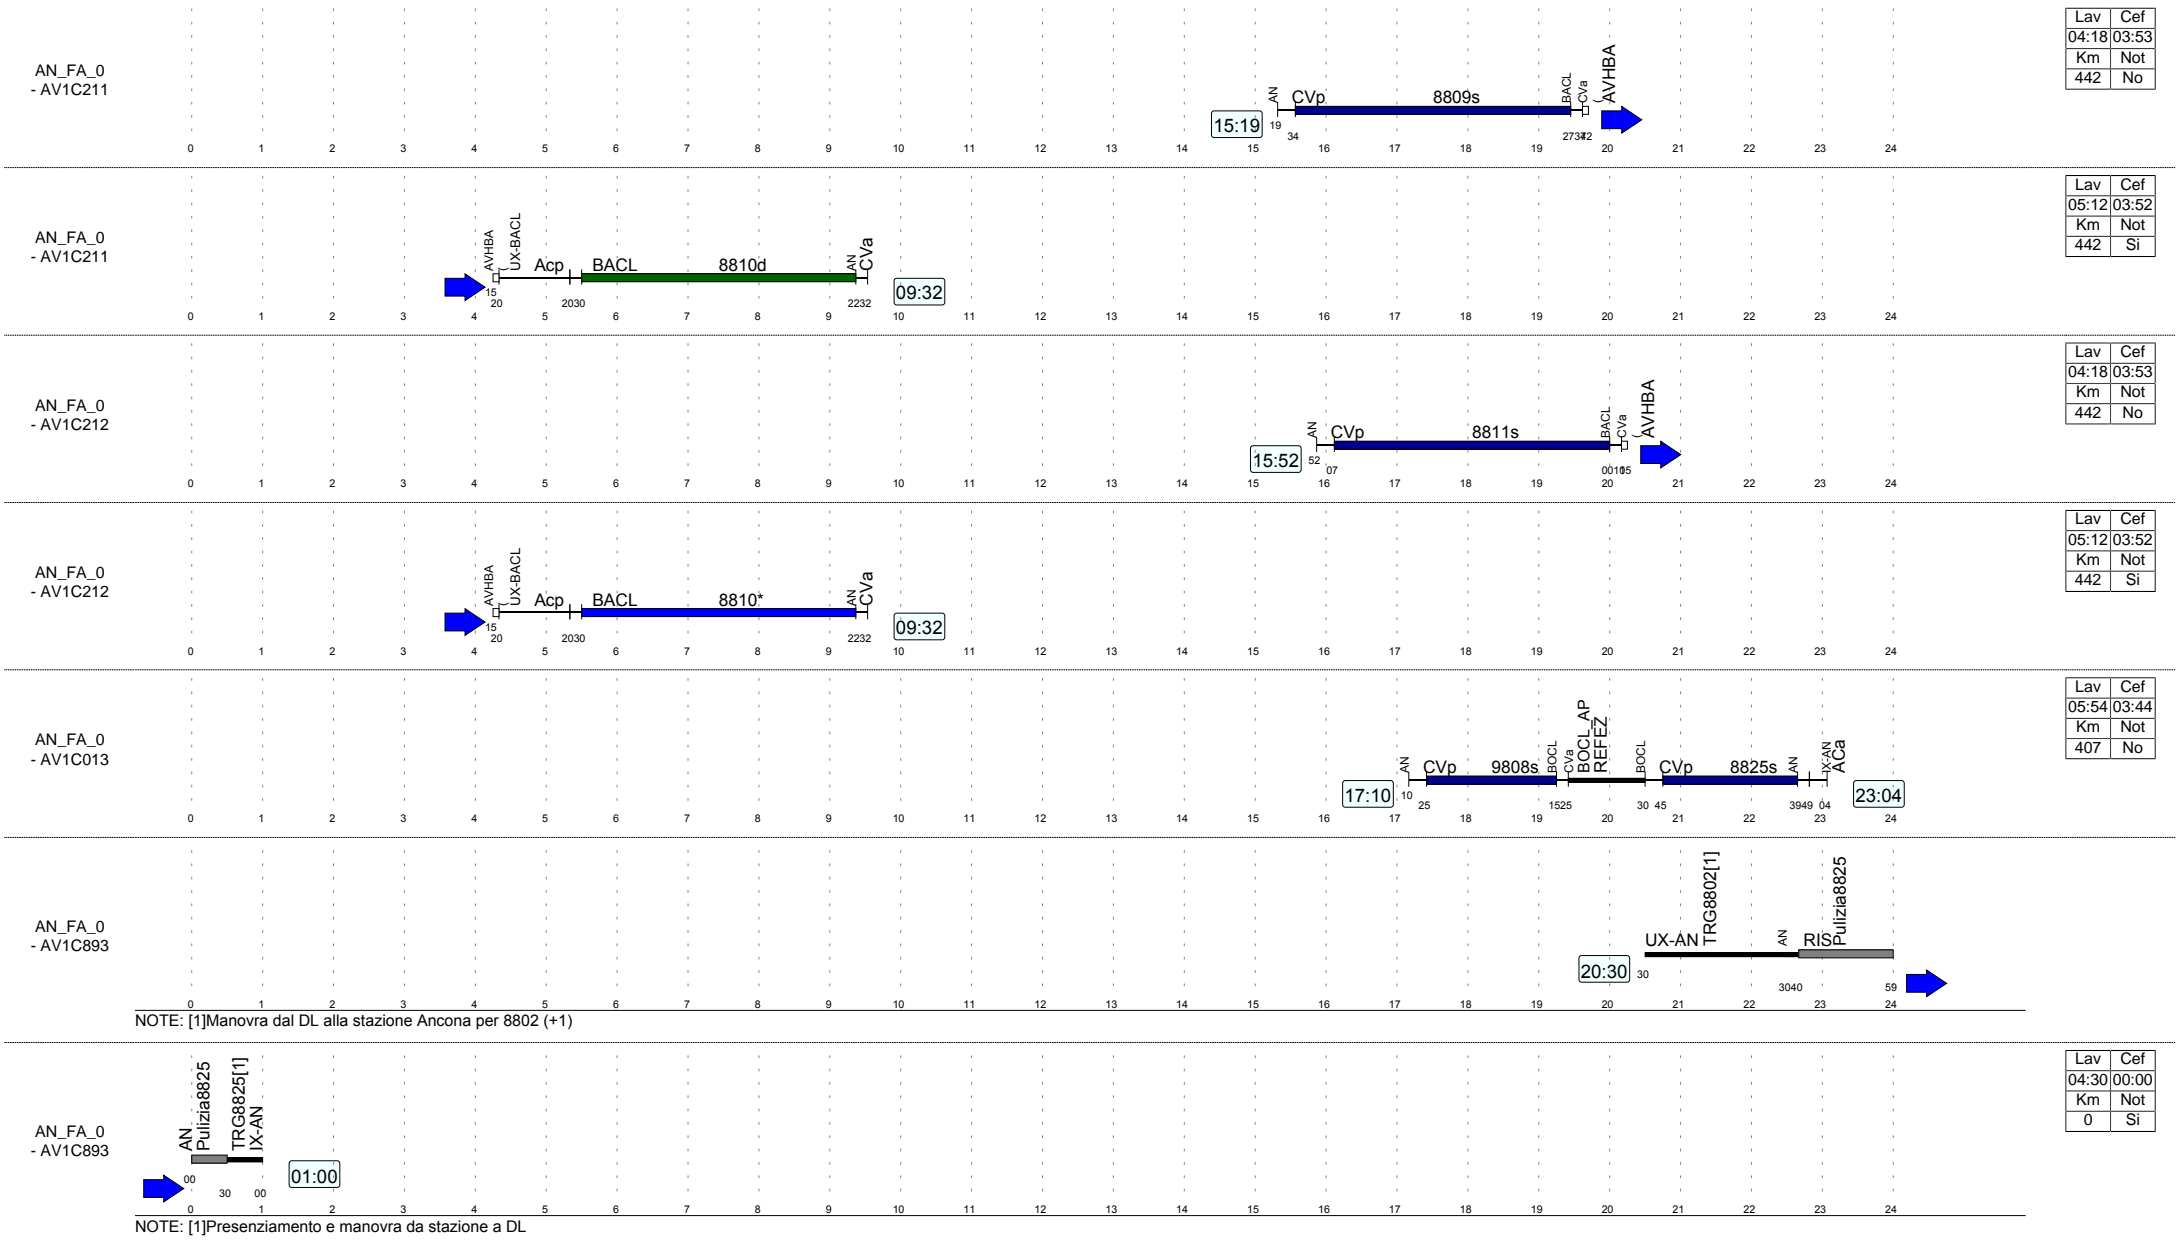 Lav Cef
04:18 03:53
Km Not
442 No
AN_FA_0
- AV1C211
15:19
AN
CVp
8809s
BACL
CVa
(
AVHBA
19
34
27 37 42
0 1 2 3 4 5 6 7 8 9 10 11 12 13 14 15 16 17 18 19 20 21 22 23 24
Lav Cef
05:12 03:52
Km Not
442 Si
AN_FA_0
- AV1C211
AVHBA
(
UX-BACL
Acp
BACL
8810d
AN
CVa
15
20
2030
2232
09:32
0 1 2 3 4 5 6 7 8 9 10 11 12 13 14 15 16 17 18 19 20 21 22 23 24
Lav Cef
04:18 03:53
Km Not
442 No
AN_FA_0
- AV1C212
15:52
AN
CVp
8811s
BACL
CVa
(
AVHBA
52
07
00 10 15
0 1 2 3 4 5 6 7 8 9 10 11 12 13 14 15 16 17 18 19 20 21 22 23 24
Lav Cef
05:12 03:52
Km Not
442 Si
AN_FA_0
- AV1C212
AVHBA
(
UX-BACL
Acp
BACL
8810*
AN
CVa
15
20
2030
2232
09:32
0 1 2 3 4 5 6 7 8 9 10 11 12 13 14 15 16 17 18 19 20 21 22 23 24
Lav Cef
05:54 03:44
Km Not
407 No
AN_FA_0
- AV1C013
17:10
AN
CVp
9808s
BOCL
CVa
BOCL_AP
REFEZ
BOCL
CVp
8825s
AN
IX-AN
ACa
10
25
1525
30 45
3949 04
23:04
0 1 2 3 4 5 6 7 8 9 10 11 12 13 14 15 16 17 18 19 20 21 22 23 24
AN_FA_0
- AV1C893
20:30
UX-AN
TRG8802[1]
AN
RIS
Pulizia8825
30
3040
59
0 1 2 3 4 5 6 7 8 9 10 11 12 13 14 15 16 17 18 19 20 21 22 23 24
NOTE: [1]Manovra dal DL alla stazione Ancona per 8802 (+1)
Lav Cef
04:30 00:00
Km Not
0 Si
AN_FA_0
- AV1C893
AN
Pulizia8825
TRG8825[1]
IX-AN
00
30
00
01:00
0 1 2 3 4 5 6 7 8 9 10 11 12 13 14 15 16 17 18 19 20 21 22 23 24
NOTE: [1]Presenziamento e manovra da stazione a DL